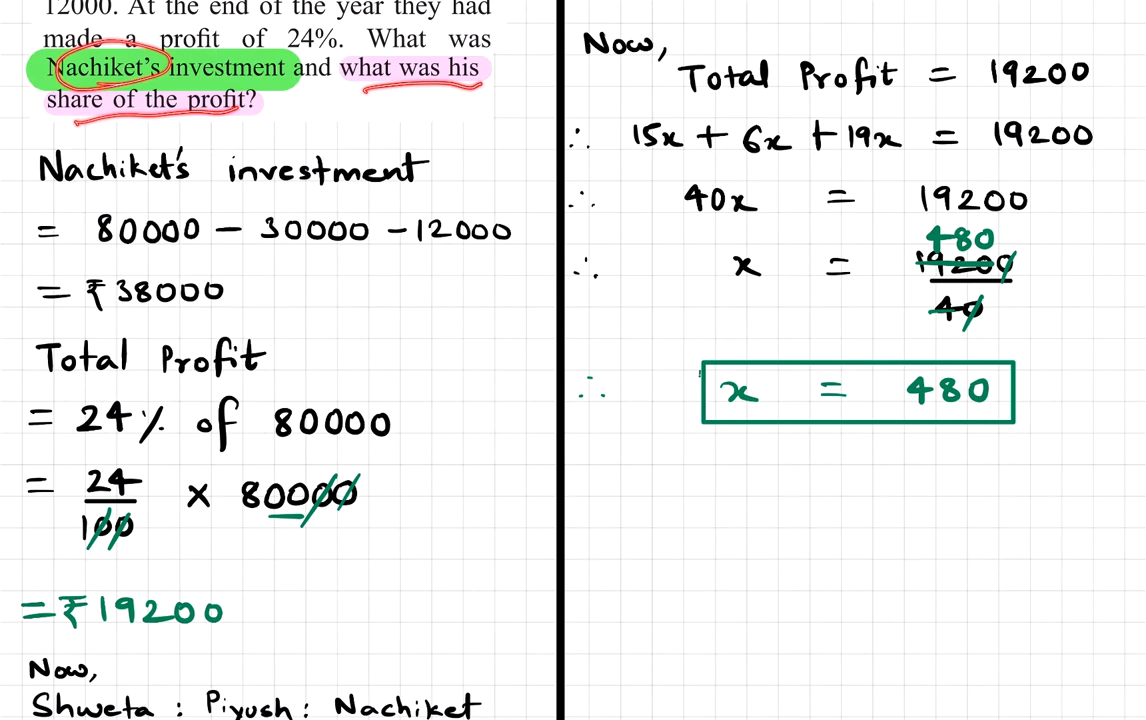 12000. At the end of the year they had
made a profit of 24%. What was
Nachiket's investment and what was his
share of the profit?
Nachiket's investment
= 80000 - 30000 - 12000
= ₹38000
Total Profit
= 24% of 80000
= 24/100 × 80000
= ₹19200
Now,
Shweta : Piyush : Nachiket
Now,
Total Profit = 19200
∴ 15x + 6x + 19x = 19200
∴ 40x = 19200
480
∴ x = 19200/40
∴ x = 480